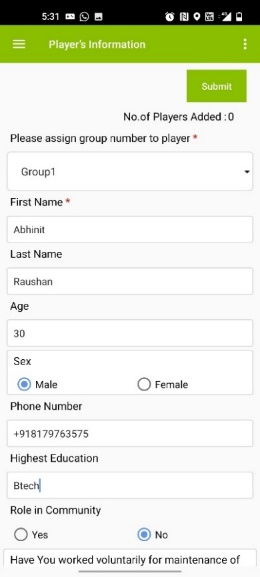 5:31
Player's Information
Submit
No.of Players Added :0
Please assign group number to player *
Group1
First Name *
Abhinit
Last Name
Raushan
Age
30
Sex
Male Female
Phone Number
+918179763575
Highest Education
Btech
Role in Community
Yes No
Have You worked voluntarily for maintenance of